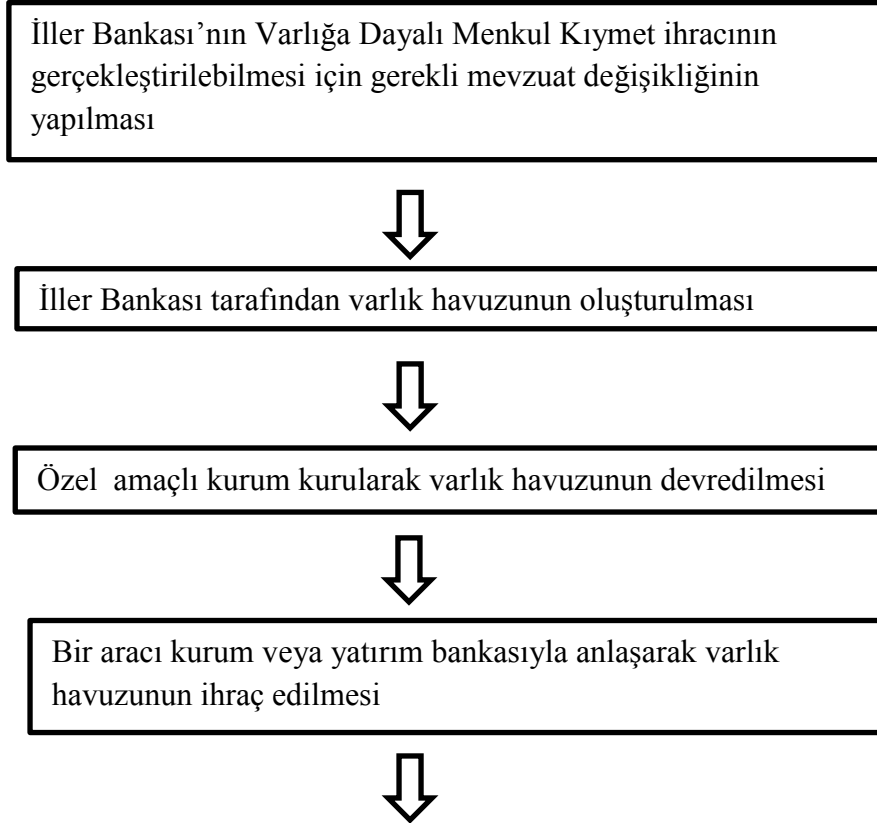 İller Bankası’nın Varlığa Dayalı Menkul Kıymet ihracının
gerçekleştirilebilmesi için gerekli mevzuat değişikliğinin
yapılması
İller Bankası tarafından varlık havuzunun oluşturulması
Özel  amaçlı kurum kurularak varlık havuzunun devredilmesi
Bir aracı kurum veya yatırım bankasıyla anlaşarak varlık
havuzunun ihraç edilmesi